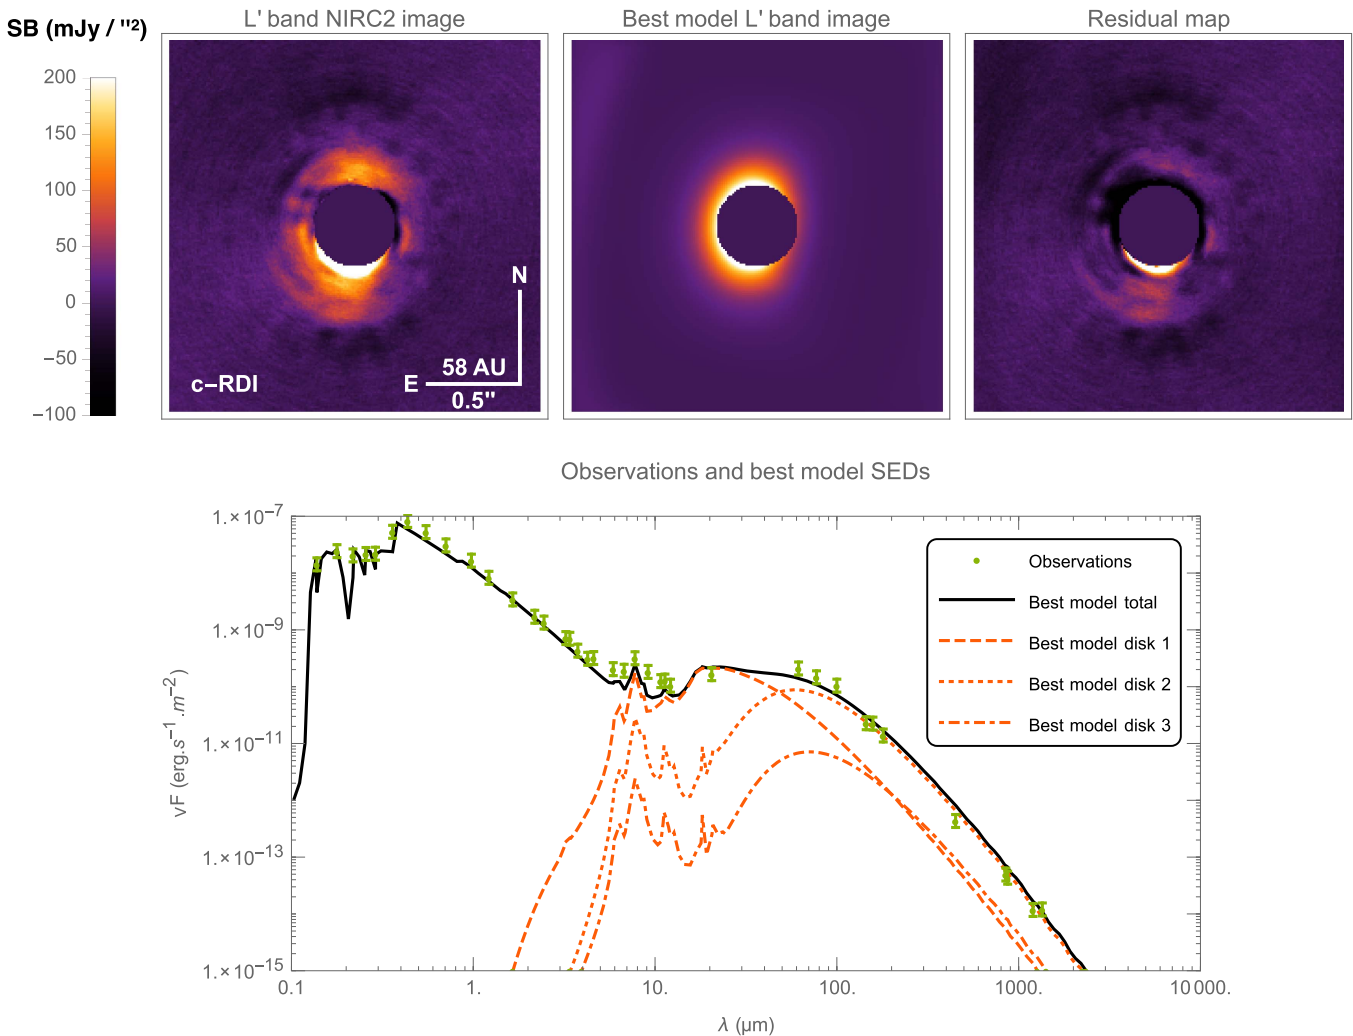 L' band NIRC2 image
Best model L' band image
Residual map
SB (mJy / "²)
200
150
100
50
0
−50
−100
N
58 AU
E
0.5"
c−RDI
Observations and best model SEDs
1.×10⁻⁷
1.×10⁻⁹
1.×10⁻¹¹
1.×10⁻¹³
1.×10⁻¹⁵
νF (erg.s⁻¹.m⁻²)
Observations
Best model total
Best model disk 1
Best model disk 2
Best model disk 3
0.1
1.
10.
100.
1000.
10000.
λ (μm)